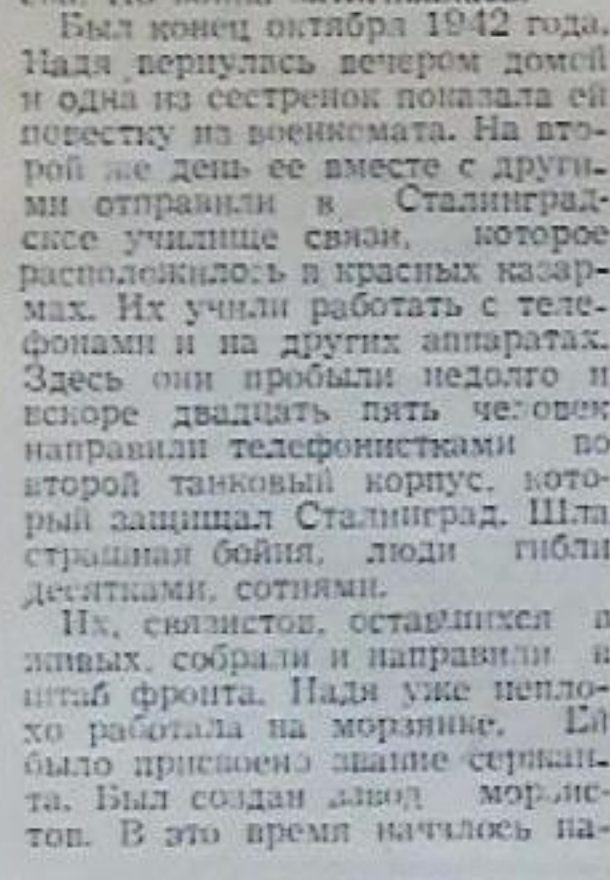 Был конец октября 1942 года.
Надя вернулась вечером домой
и одна из сестренок показала ей
повестку из военкомата. На вто-
рой же день ее вместе с други-
ми отправили в Сталинград-
ское училище связи, которое
расположилось в красных казар-
мах. Их учили работать с теле-
фонами и на других аппаратах.
Здесь они пробыли недолго и
вскоре двадцать пять человек
направили телефонистками во
второй танковый корпус, кото-
рый защищал Сталинград. Шла
страшная бойня, люди гибли
десятками, сотнями.
Их, связистов, оставшихся в
живых, собрали и направили в
штаб фронта. Надя уже непло-
хо работала на морзянке. Ей
было присвоено звание сержан-
та. Был создан взвод морзис-
тов. В это время началось на-